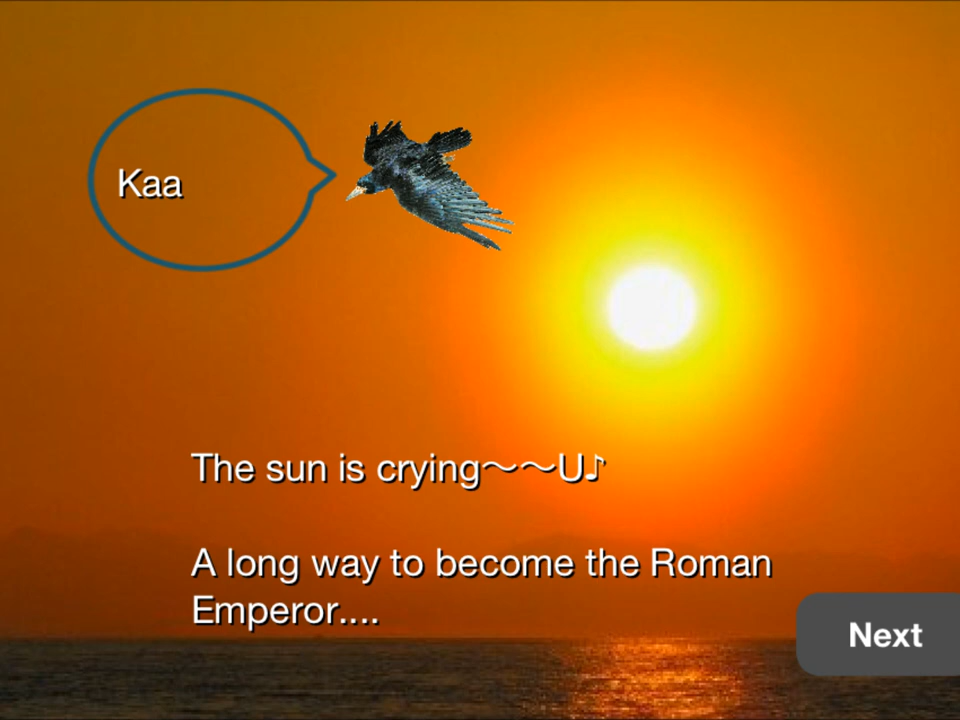 Kaa
The sun is crying～～U♪
A long way to become the Roman
Emperor....
Next